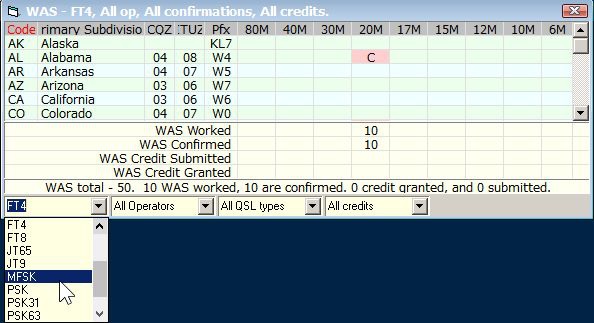 WAS - FT4, All op, All confirmations, All credits.
Code rimary Subdivisio CQZ ITUZ Pfx 80M 40M 30M 20M 17M 15M 12M 10M 6M
AK Alaska KL7
AL Alabama 04 08 W4 C
AR Arkansas 04 07 W5
AZ Arizona 03 06 W7
CA California 03 06 W6
CO Colorado 04 07 W0
WAS Worked 10
WAS Confirmed 10
WAS Credit Submitted
WAS Credit Granted
WAS total - 50. 10 WAS worked, 10 are confirmed. 0 credit granted, and 0 submitted.
FT4 All Operators All QSL types All credits
FT4
FT8
JT65
JT9
MFSK
PSK
PSK31
PSK63